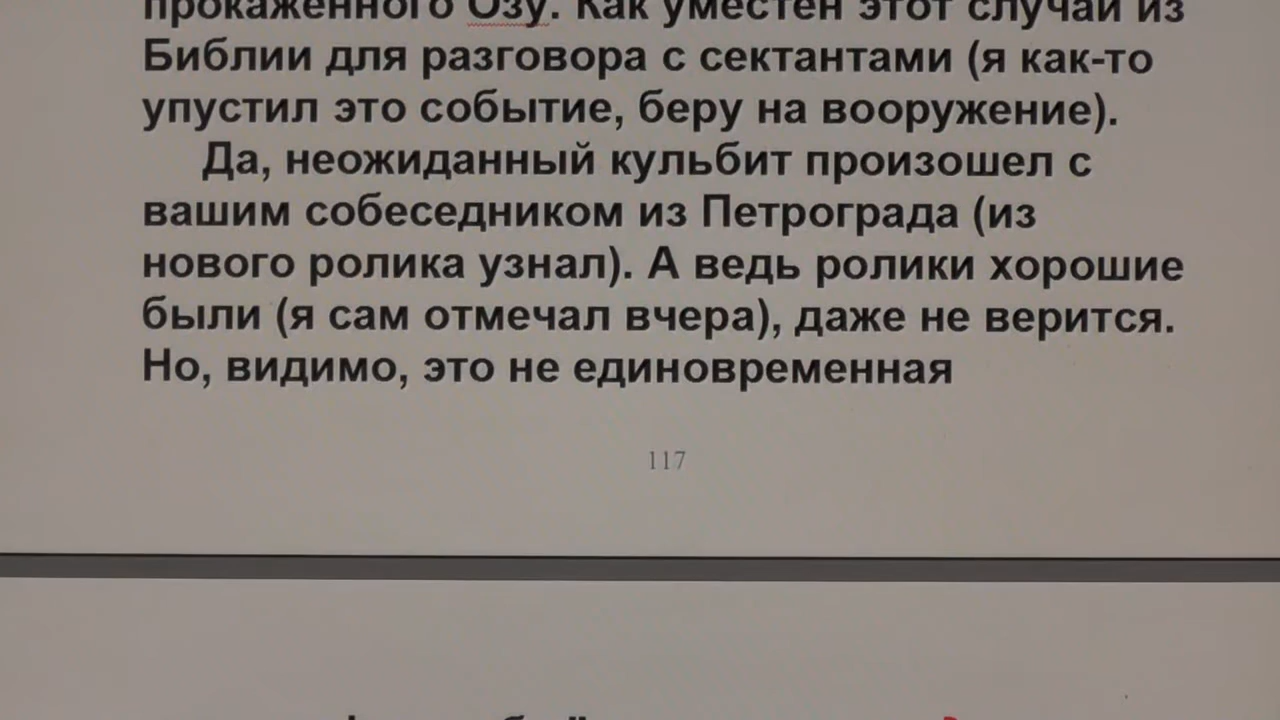 прокаженного Озу. Как уместен этот случай из
Библии для разговора с сектантами (я как-то
упустил это событие, беру на вооружение).
Да, неожиданный кульбит произошел с
вашим собеседником из Петрограда (из
нового ролика узнал). А ведь ролики хорошие
были (я сам отмечал вчера), даже не верится.
Но, видимо, это не единовременная
117